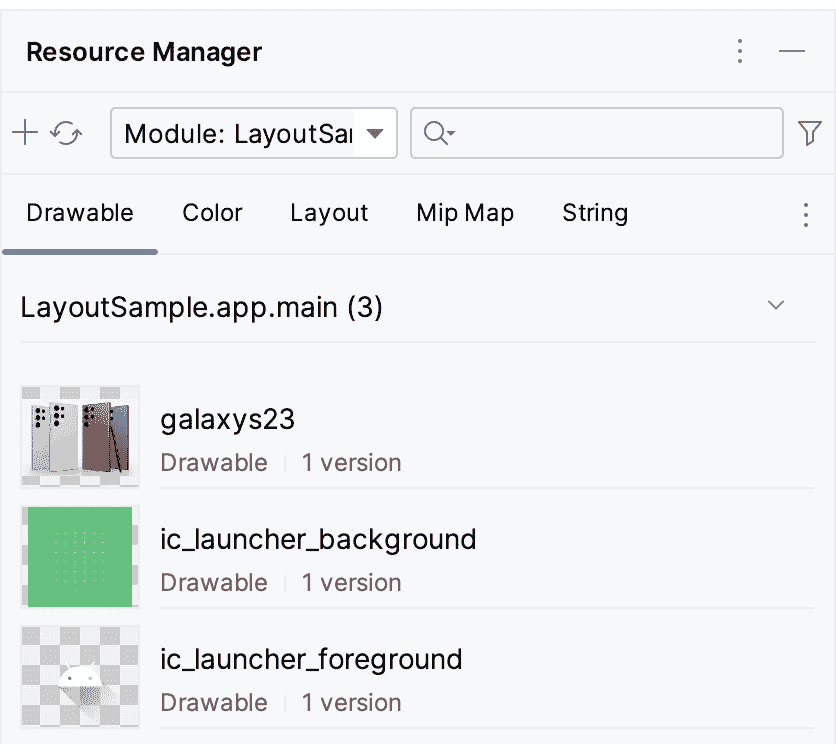 Resource Manager
Module: LayoutSa
Drawable Color Layout Mip Map String
LayoutSample.app.main (3)
galaxys23
Drawable 1 version
ic_launcher_background
Drawable 1 version
ic_launcher_foreground
Drawable 1 version